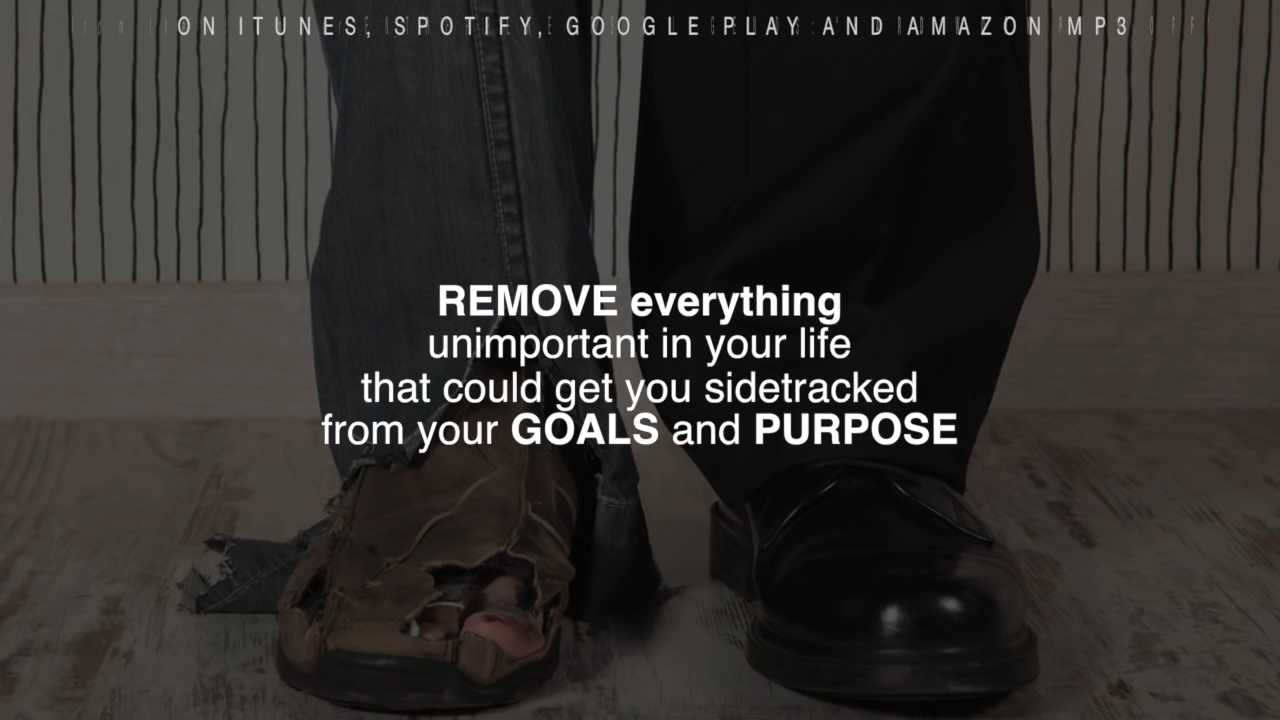 ON ITUNES, SPOTIFY, GOOGLE PLAY AND AMAZON MP3
REMOVE everything
unimportant in your life
that could get you sidetracked
from your GOALS and PURPOSE